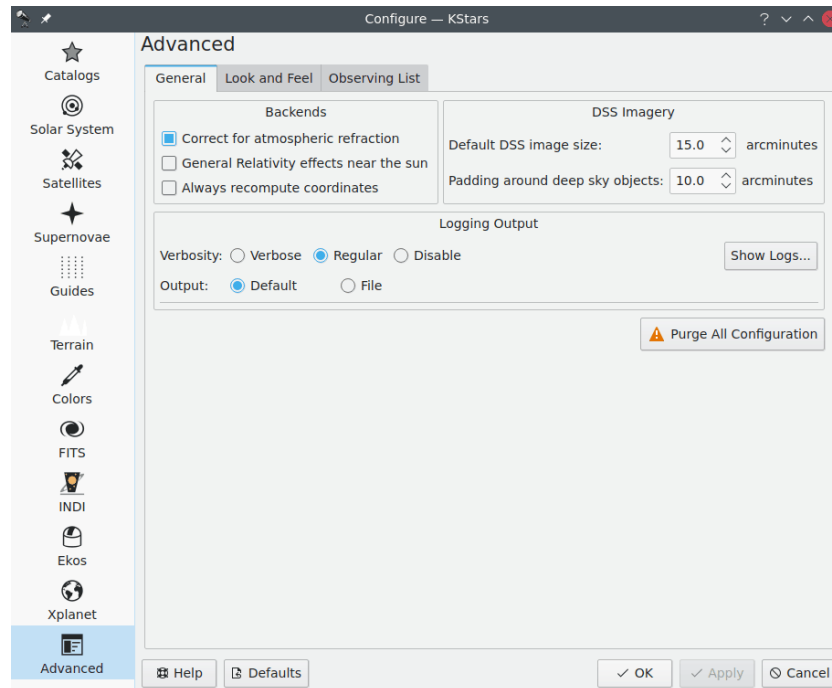 Configure — KStars
Catalogs
Solar System
Satellites
Supernovae
Guides
Terrain
Colors
FITS
INDI
Ekos
Xplanet
Advanced
Advanced
General Look and Feel Observing List
Backends
Correct for atmospheric refraction
General Relativity effects near the sun
Always recompute coordinates
DSS Imagery
Default DSS image size: 15.0 arcminutes
Padding around deep sky objects: 10.0 arcminutes
Logging Output
Verbosity: Verbose Regular Disable Show Logs...
Output: Default File
Purge All Configuration
Help Defaults OK Apply Cancel